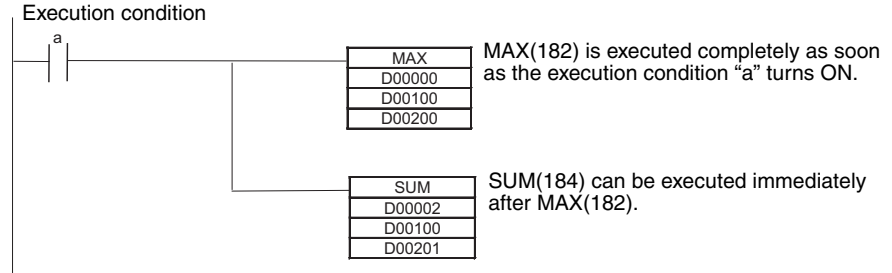 Execution condition
a
MAX
D00000
D00100
D00200
MAX(182) is executed completely as soon
as the execution condition “a” turns ON.
SUM
D00002
D00100
D00201
SUM(184) can be executed immediately
after MAX(182).